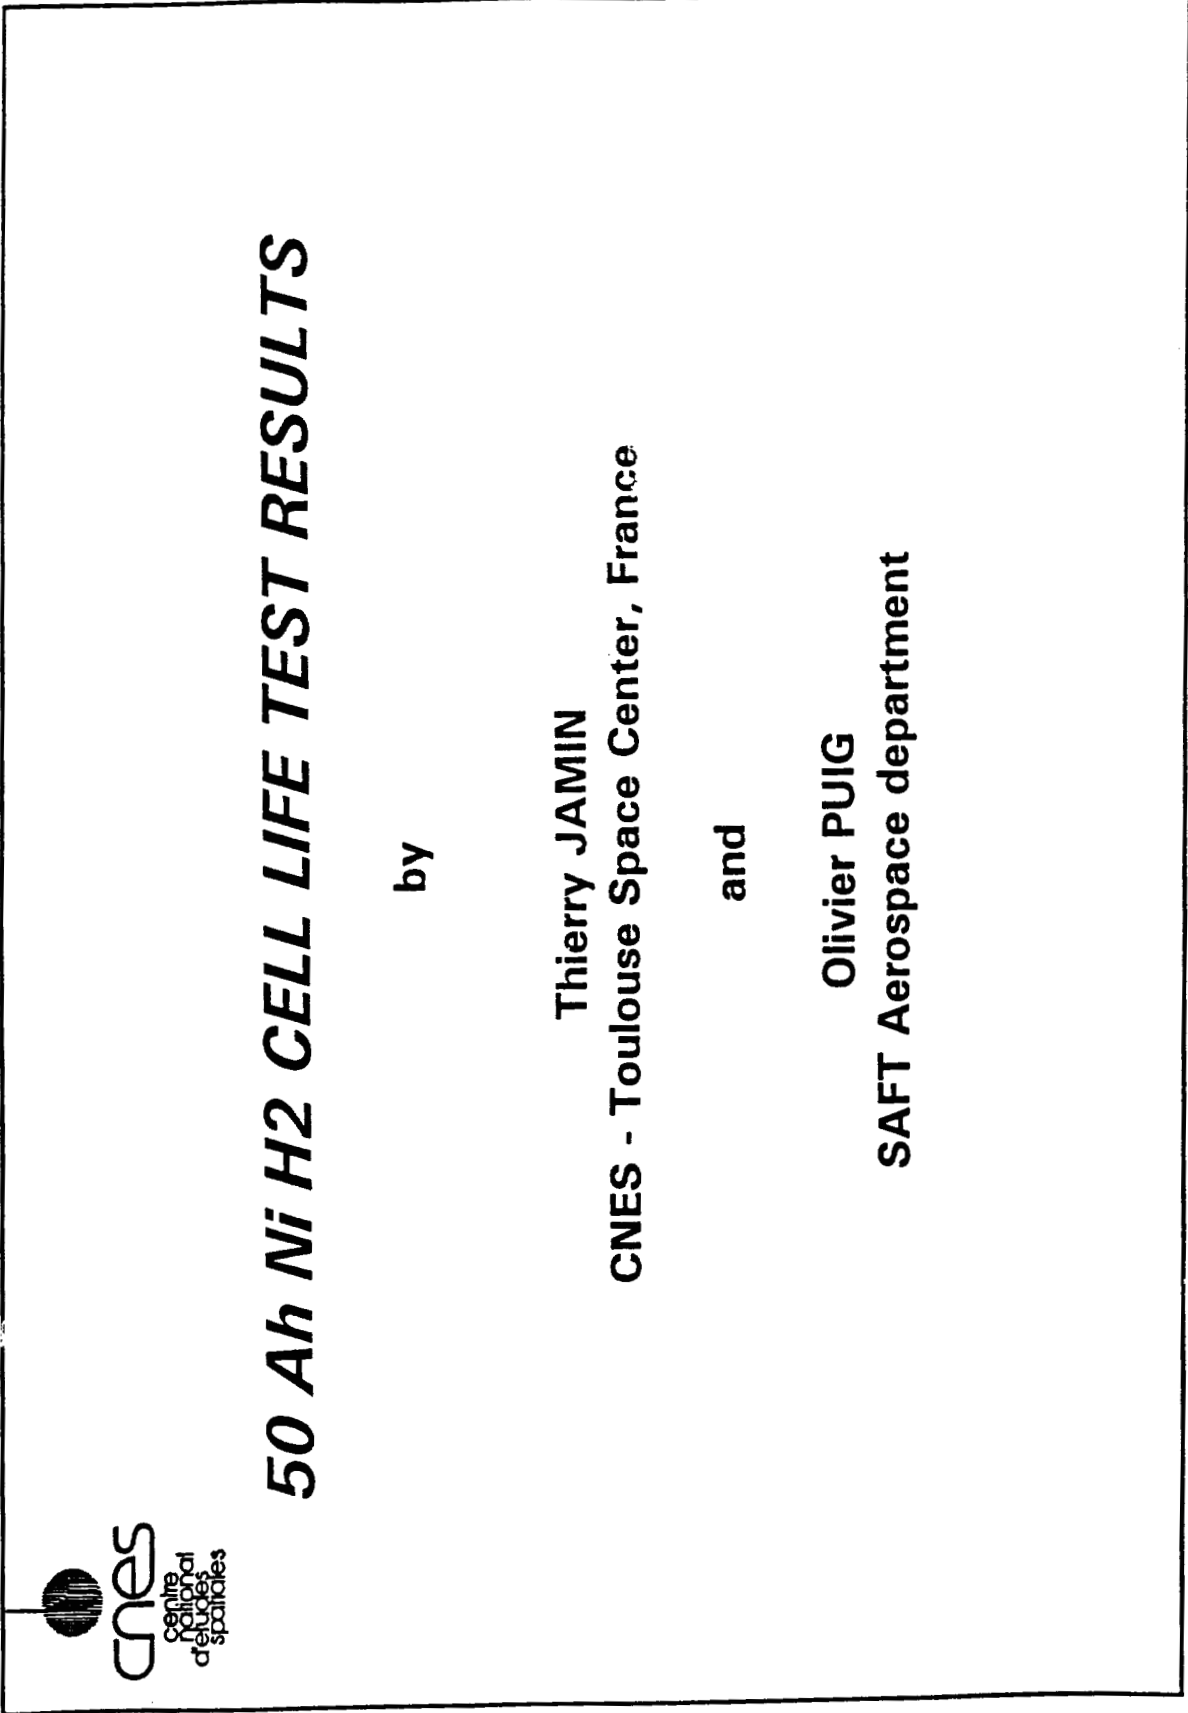 cnes
centre
national
d'études
spatiales
50 Ah Ni H2 CELL LIFE TEST RESULTS
by
Thierry JAMIN
CNES - Toulouse Space Center, France
and
Olivier PUIG
SAFT Aerospace department